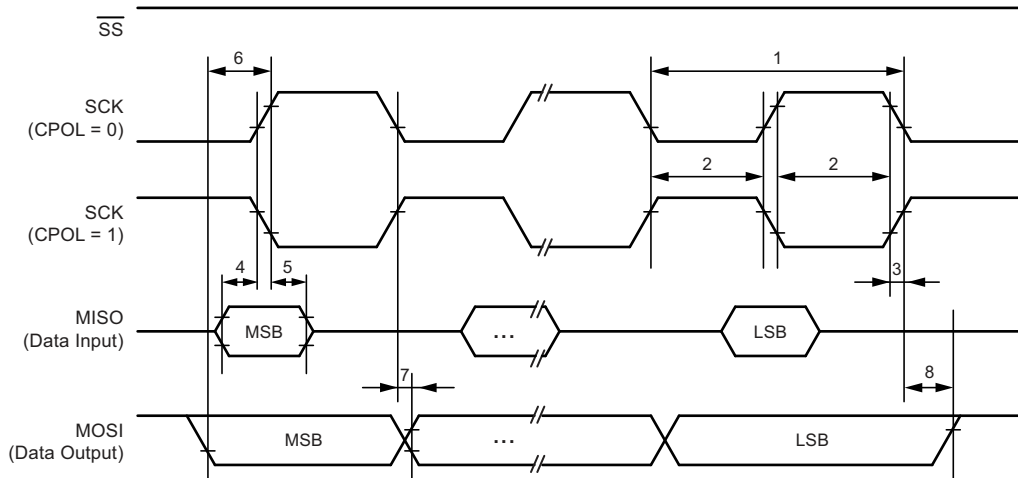 SS
6
1
SCK
(CPOL = 0)
2
2
SCK
(CPOL = 1)
4
5
3
MISO
(Data Input)
MSB
...
LSB
7
8
MOSI
(Data Output)
MSB
...
LSB